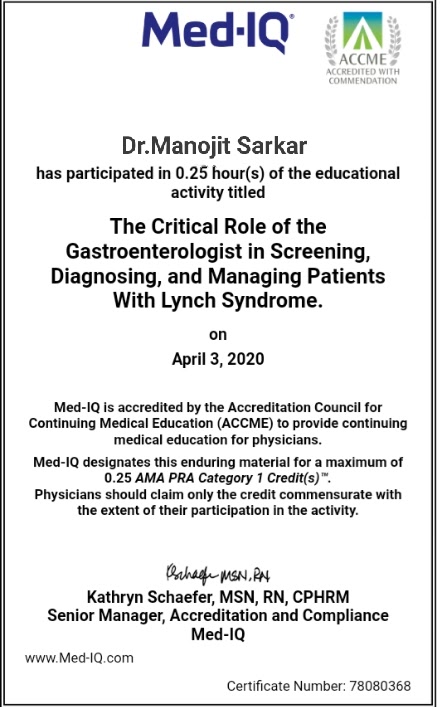 Med-IQ®
ACCME
ACCREDITED WITH
COMMENDATION
Dr.Manojit Sarkar
has participated in 0.25 hour(s) of the educational
activity titled
The Critical Role of the
Gastroenterologist in Screening,
Diagnosing, and Managing Patients
With Lynch Syndrome.
on
April 3, 2020
Med-IQ is accredited by the Accreditation Council for
Continuing Medical Education (ACCME) to provide continuing
medical education for physicians.
Med-IQ designates this enduring material for a maximum of
0.25 AMA PRA Category 1 Credit(s)™.
Physicians should claim only the credit commensurate with
the extent of their participation in the activity.
KSchaefer MSN, RN
Kathryn Schaefer, MSN, RN, CPHRM
Senior Manager, Accreditation and Compliance
Med-IQ
www.Med-IQ.com
Certificate Number: 78080368